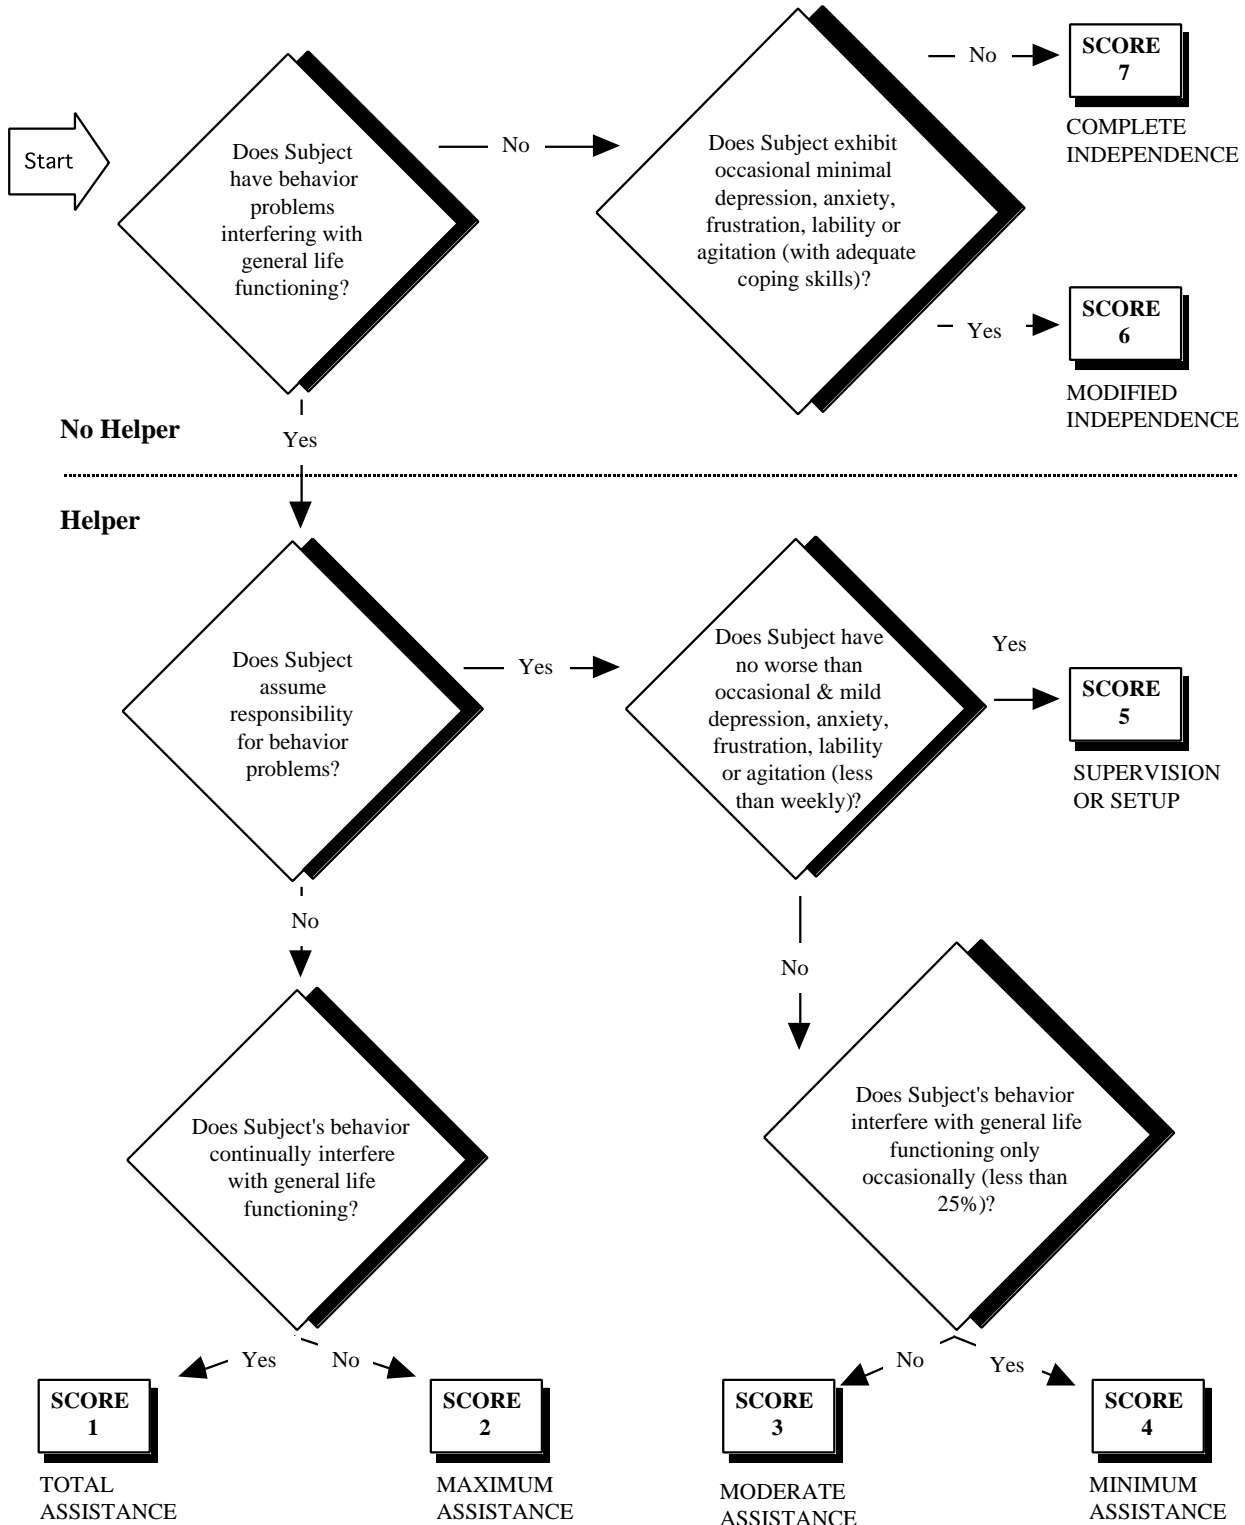 Start
Does Subject
have behavior
problems
interfering with
general life
functioning?
No
Does Subject exhibit
occasional minimal
depression, anxiety,
frustration, lability or
agitation (with adequate
coping skills)?
No
SCORE
7
COMPLETE
INDEPENDENCE
Yes
SCORE
6
MODIFIED
INDEPENDENCE
No Helper
Yes
Helper
Does Subject
assume
responsibility
for behavior
problems?
Yes
Does Subject have
no worse than
occasional & mild
depression, anxiety,
frustration, lability
or agitation (less
than weekly)?
Yes
SCORE
5
SUPERVISION
OR SETUP
No
No
Does Subject's behavior
continually interfere
with general life
functioning?
Does Subject's behavior
interfere with general life
functioning only
occasionally (less than
25%)?
Yes
No
No
Yes
SCORE
1
TOTAL
ASSISTANCE
SCORE
2
MAXIMUM
ASSISTANCE
SCORE
3
MODERATE
ASSISTANCE
SCORE
4
MINIMUM
ASSISTANCE